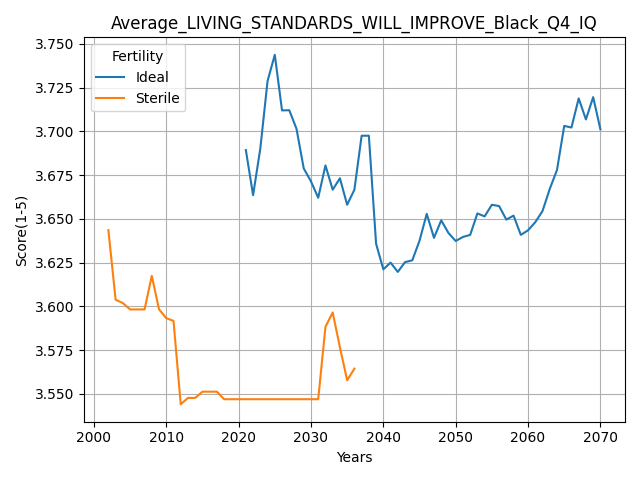 Average_LIVING_STANDARDS_WILL_IMPROVE_Black_Q4_IQ
Fertility
Ideal
Sterile
Score(1-5)
3.750
3.725
3.700
3.675
3.650
3.625
3.600
3.575
3.550
2000 2010 2020 2030 2040 2050 2060 2070
Years